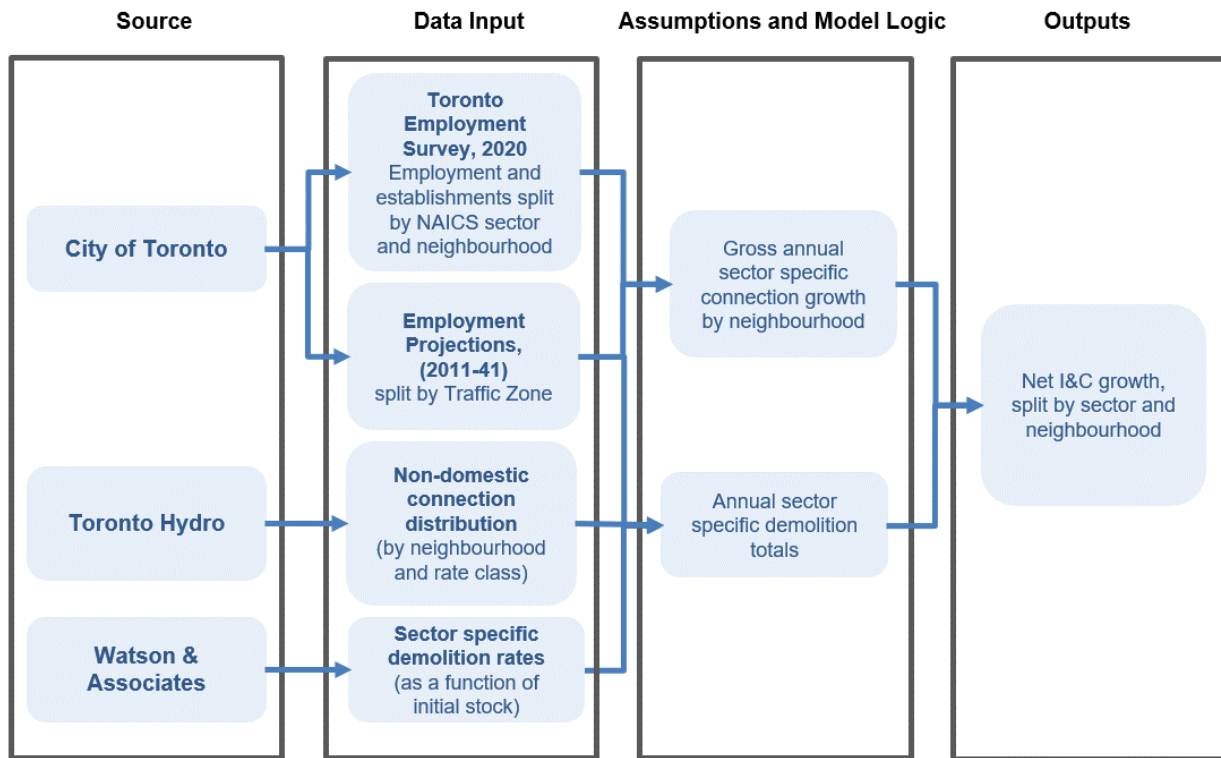 Source
Data Input
Assumptions and Model Logic
Outputs
City of Toronto
Toronto Hydro
Watson &
Associates
Toronto
Employment
Survey, 2020
Employment and
establishments split
by NAICS sector
and neighbourhood
Employment
Projections,
(2011-41)
split by Traffic Zone
Non-domestic
connection
distribution
(by neighbourhood
and rate class)
Sector specific
demolition rates
(as a function of
initial stock)
Gross annual
sector specific
connection growth
by neighbourhood
Annual sector
specific demolition
totals
Net I&C growth,
split by sector and
neighbourhood